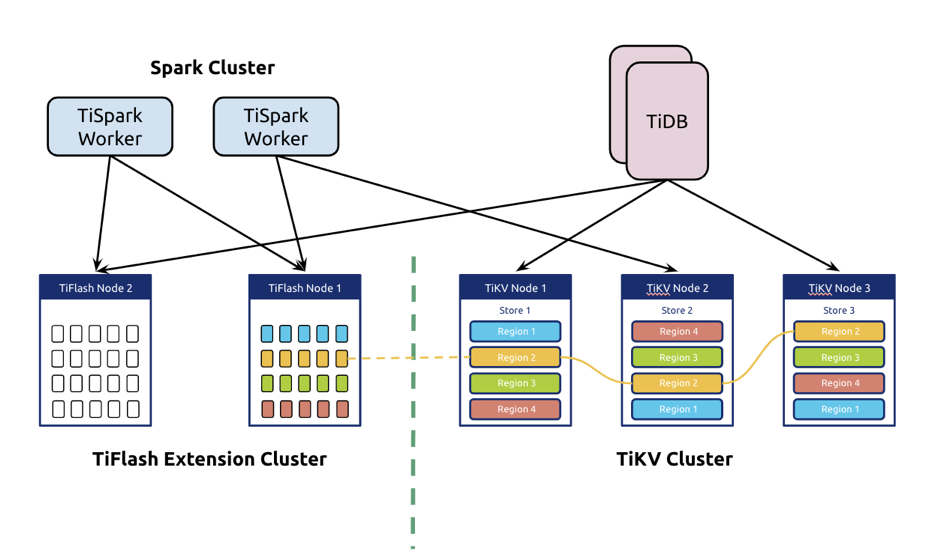 Spark Cluster
TiSpark
Worker
TiSpark
Worker
TiDB
TiFlash Node 2
TiFlash Node 1
TiKV Node 1
Store 1
Region 1
Region 2
Region 3
Region 4
TiKV Node 2
Store 2
Region 4
Region 3
Region 2
Region 1
TiKV Node 3
Store 3
Region 2
Region 3
Region 4
Region 1
TiFlash Extension Cluster
TiKV Cluster